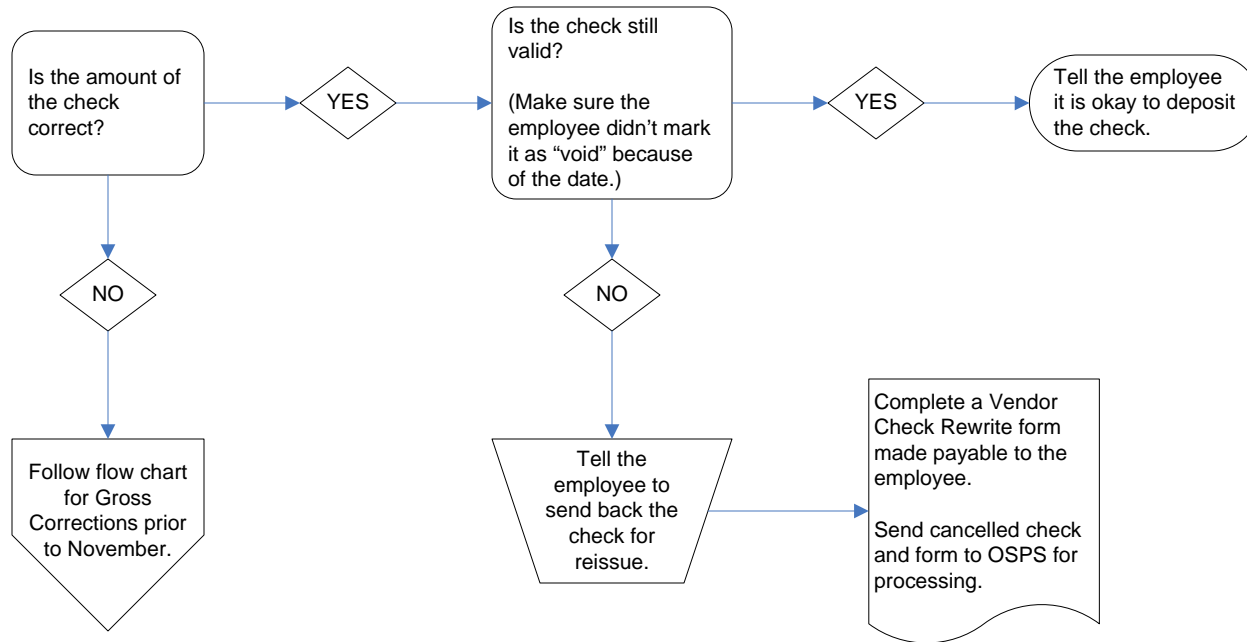 Is the amount of
the check
correct?
YES
Is the check still
valid?
(Make sure the
employee didn’t mark
it as “void” because
of the date.)
YES
Tell the employee
it is okay to deposit
the check.
NO
NO
Follow flow chart
for Gross
Corrections prior
to November.
Tell the
employee to
send back the
check for
reissue.
Complete a Vendor
Check Rewrite form
made payable to the
employee.
Send cancelled check
and form to OSPS for
processing.